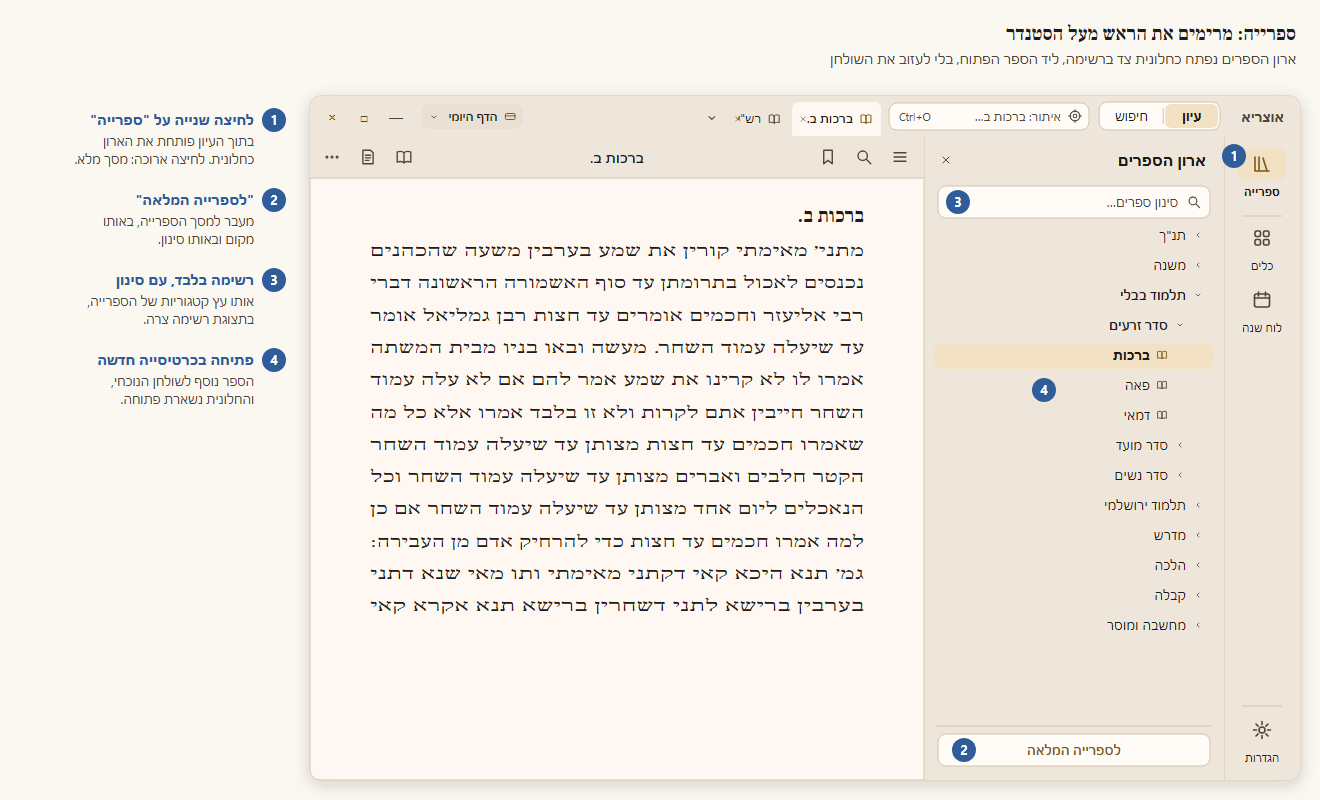 ספרייה: מרימים את הראש מעל הסטנדר
ארון הספרים נפתח כחלונית צד ברשימה, ליד הספר הפתוח, בלי לעזוב את השולחן
אוצריא
עיון
חיפוש
איתור: ברכות ב...
Ctrl+O
ברכות ב.
×
רש"י
×
הדף היומי
ספרייה
כלים
לוח שנה
הגדרות
1
ארון הספרים
×
סינון ספרים...
3
תנ"ך
משנה
תלמוד בבלי
סדר זרעים
ברכות
פאה
4
דמאי
סדר מועד
סדר נשים
תלמוד ירושלמי
מדרש
הלכה
קבלה
מחשבה ומוסר
לספרייה המלאה
2
ברכות ב.
ברכות ב.
מתני׳ מאימתי קורין את שמע בערבין משעה שהכהנים
נכנסים לאכול בתרומתן עד סוף האשמורה הראשונה דברי
רבי אליעזר וחכמים אומרים עד חצות רבן גמליאל אומר
עד שיעלה עמוד השחר. מעשה ובאו בניו מבית המשתה
אמרו לו לא קרינו את שמע אמר להם אם לא עלה עמוד
השחר חייבין אתם לקרות ולא זו בלבד אמרו אלא כל מה
שאמרו חכמים עד חצות מצותן עד שיעלה עמוד השחר
הקטר חלבים ואברים מצותן עד שיעלה עמוד השחר וכל
הנאכלים ליום אחד מצותן עד שיעלה עמוד השחר אם כן
למה אמרו חכמים עד חצות כדי להרחיק אדם מן העבירה:
גמ׳ תנא היכא קאי דקתני מאימתי ותו מאי שנא דתני
בערבין ברישא לתני דשחרין ברישא תנא אקרא קאי
1
לחיצה שנייה על "ספרייה"
בתוך העיון פותחת את הארון
כחלונית. לחיצה ארוכה: מסך מלא.
2
"לספרייה המלאה"
מעבר למסך הספרייה, באותו
מקום ובאותו סינון.
3
רשימה בלבד, עם סינון
אותו עץ קטגוריות של הספרייה,
בתצוגת רשימה צרה.
4
פתיחה בכרטיסייה חדשה
הספר נוסף לשולחן הנוכחי,
והחלונית נשארת פתוחה.